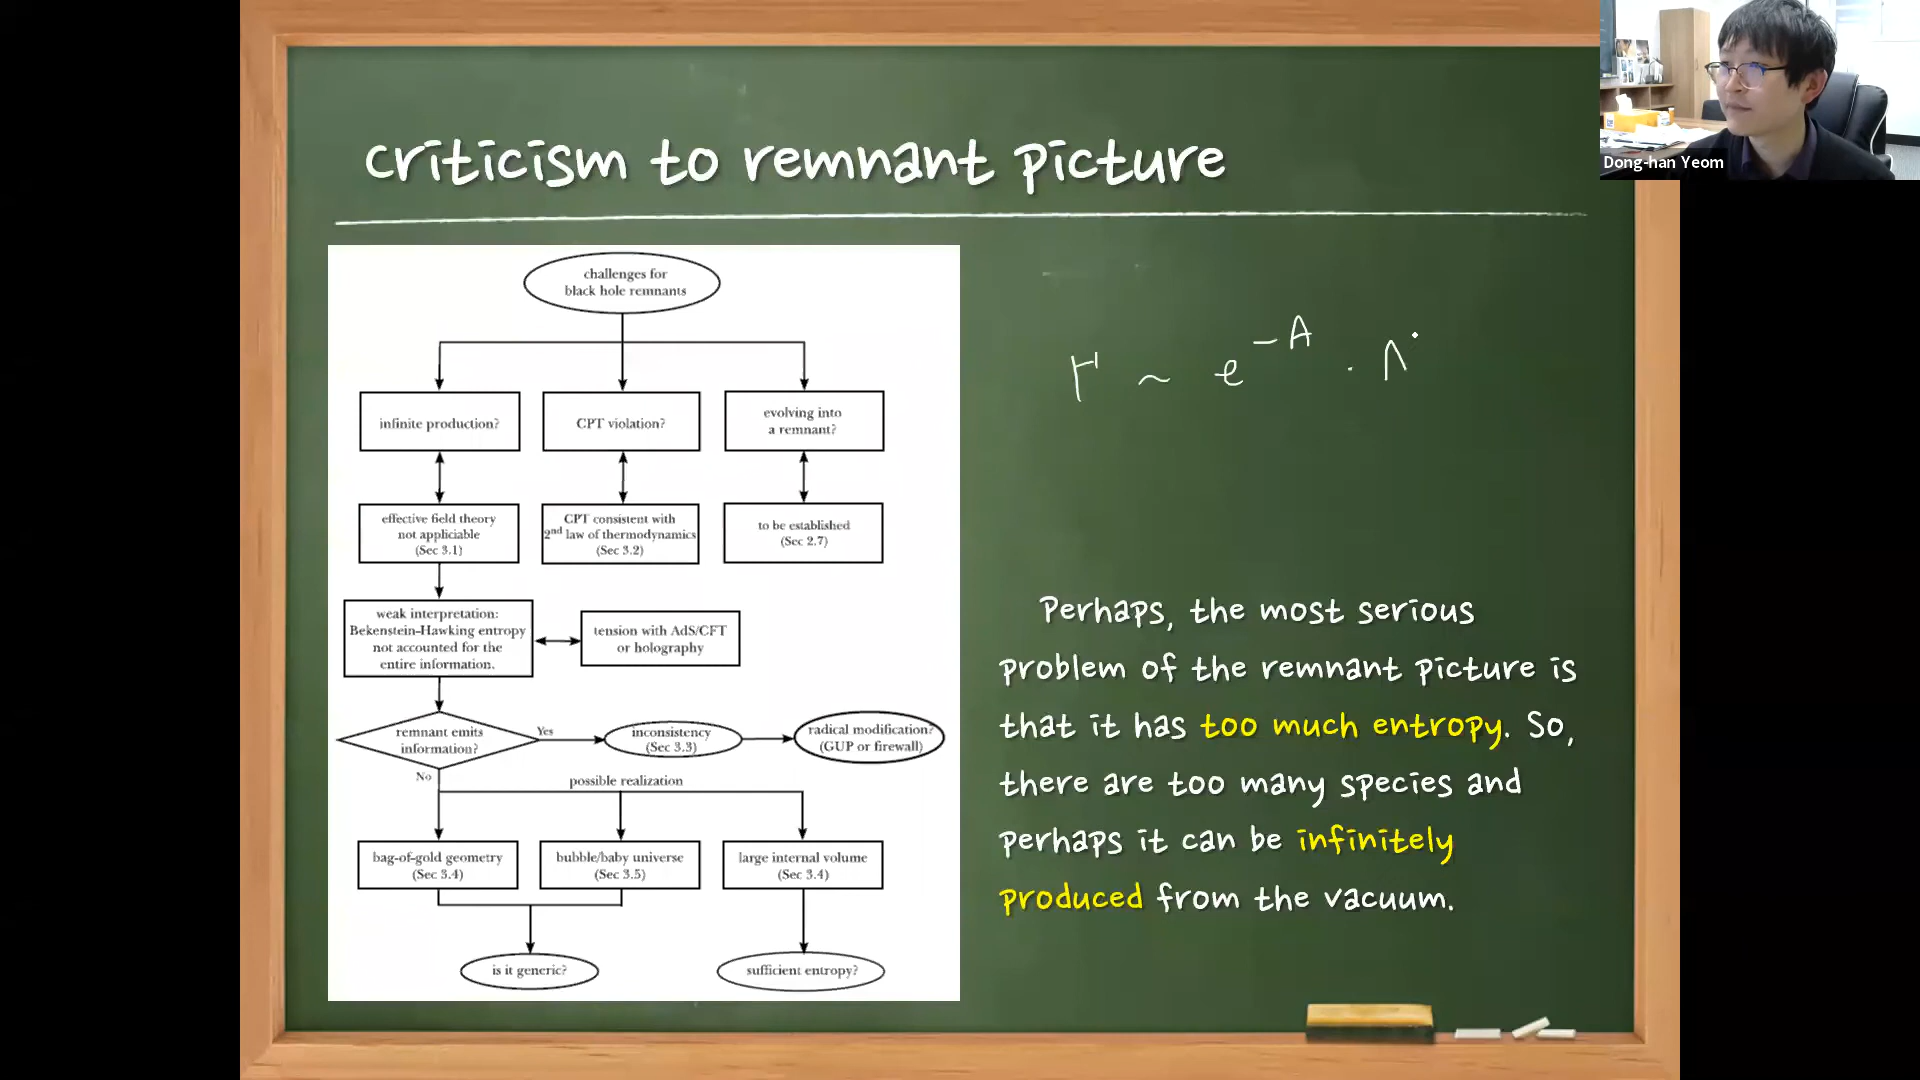 Dong-han Yeom
Criticism to remnant picture
challenges for
black hole remnants
infinite production?
CPT violation?
evolving into
a remnant?
effective field theory
not appliciable
(Sec 3.1)
CPT consistent with
2nd law of thermodynamics
(Sec 3.2)
to be established
(Sec 2.7)
weak interpretation:
Bekenstein-Hawking entropy
not accounted for the
entire information.
tension with AdS/CFT
or holography
remnant emits
information?
Yes
No
inconsistency
(Sec 3.3)
radical modification?
(GUP or firewall)
possible realization
bag-of-gold geometry
(Sec 3.4)
bubble/baby universe
(Sec 3.5)
large internal volume
(Sec 3.4)
is it generic?
sufficient entropy?
~ e^-A ·
Perhaps, the most serious
problem of the remnant picture is
that it has too much entropy. So,
there are too many species and
perhaps it can be infinitely
produced from the vacuum.